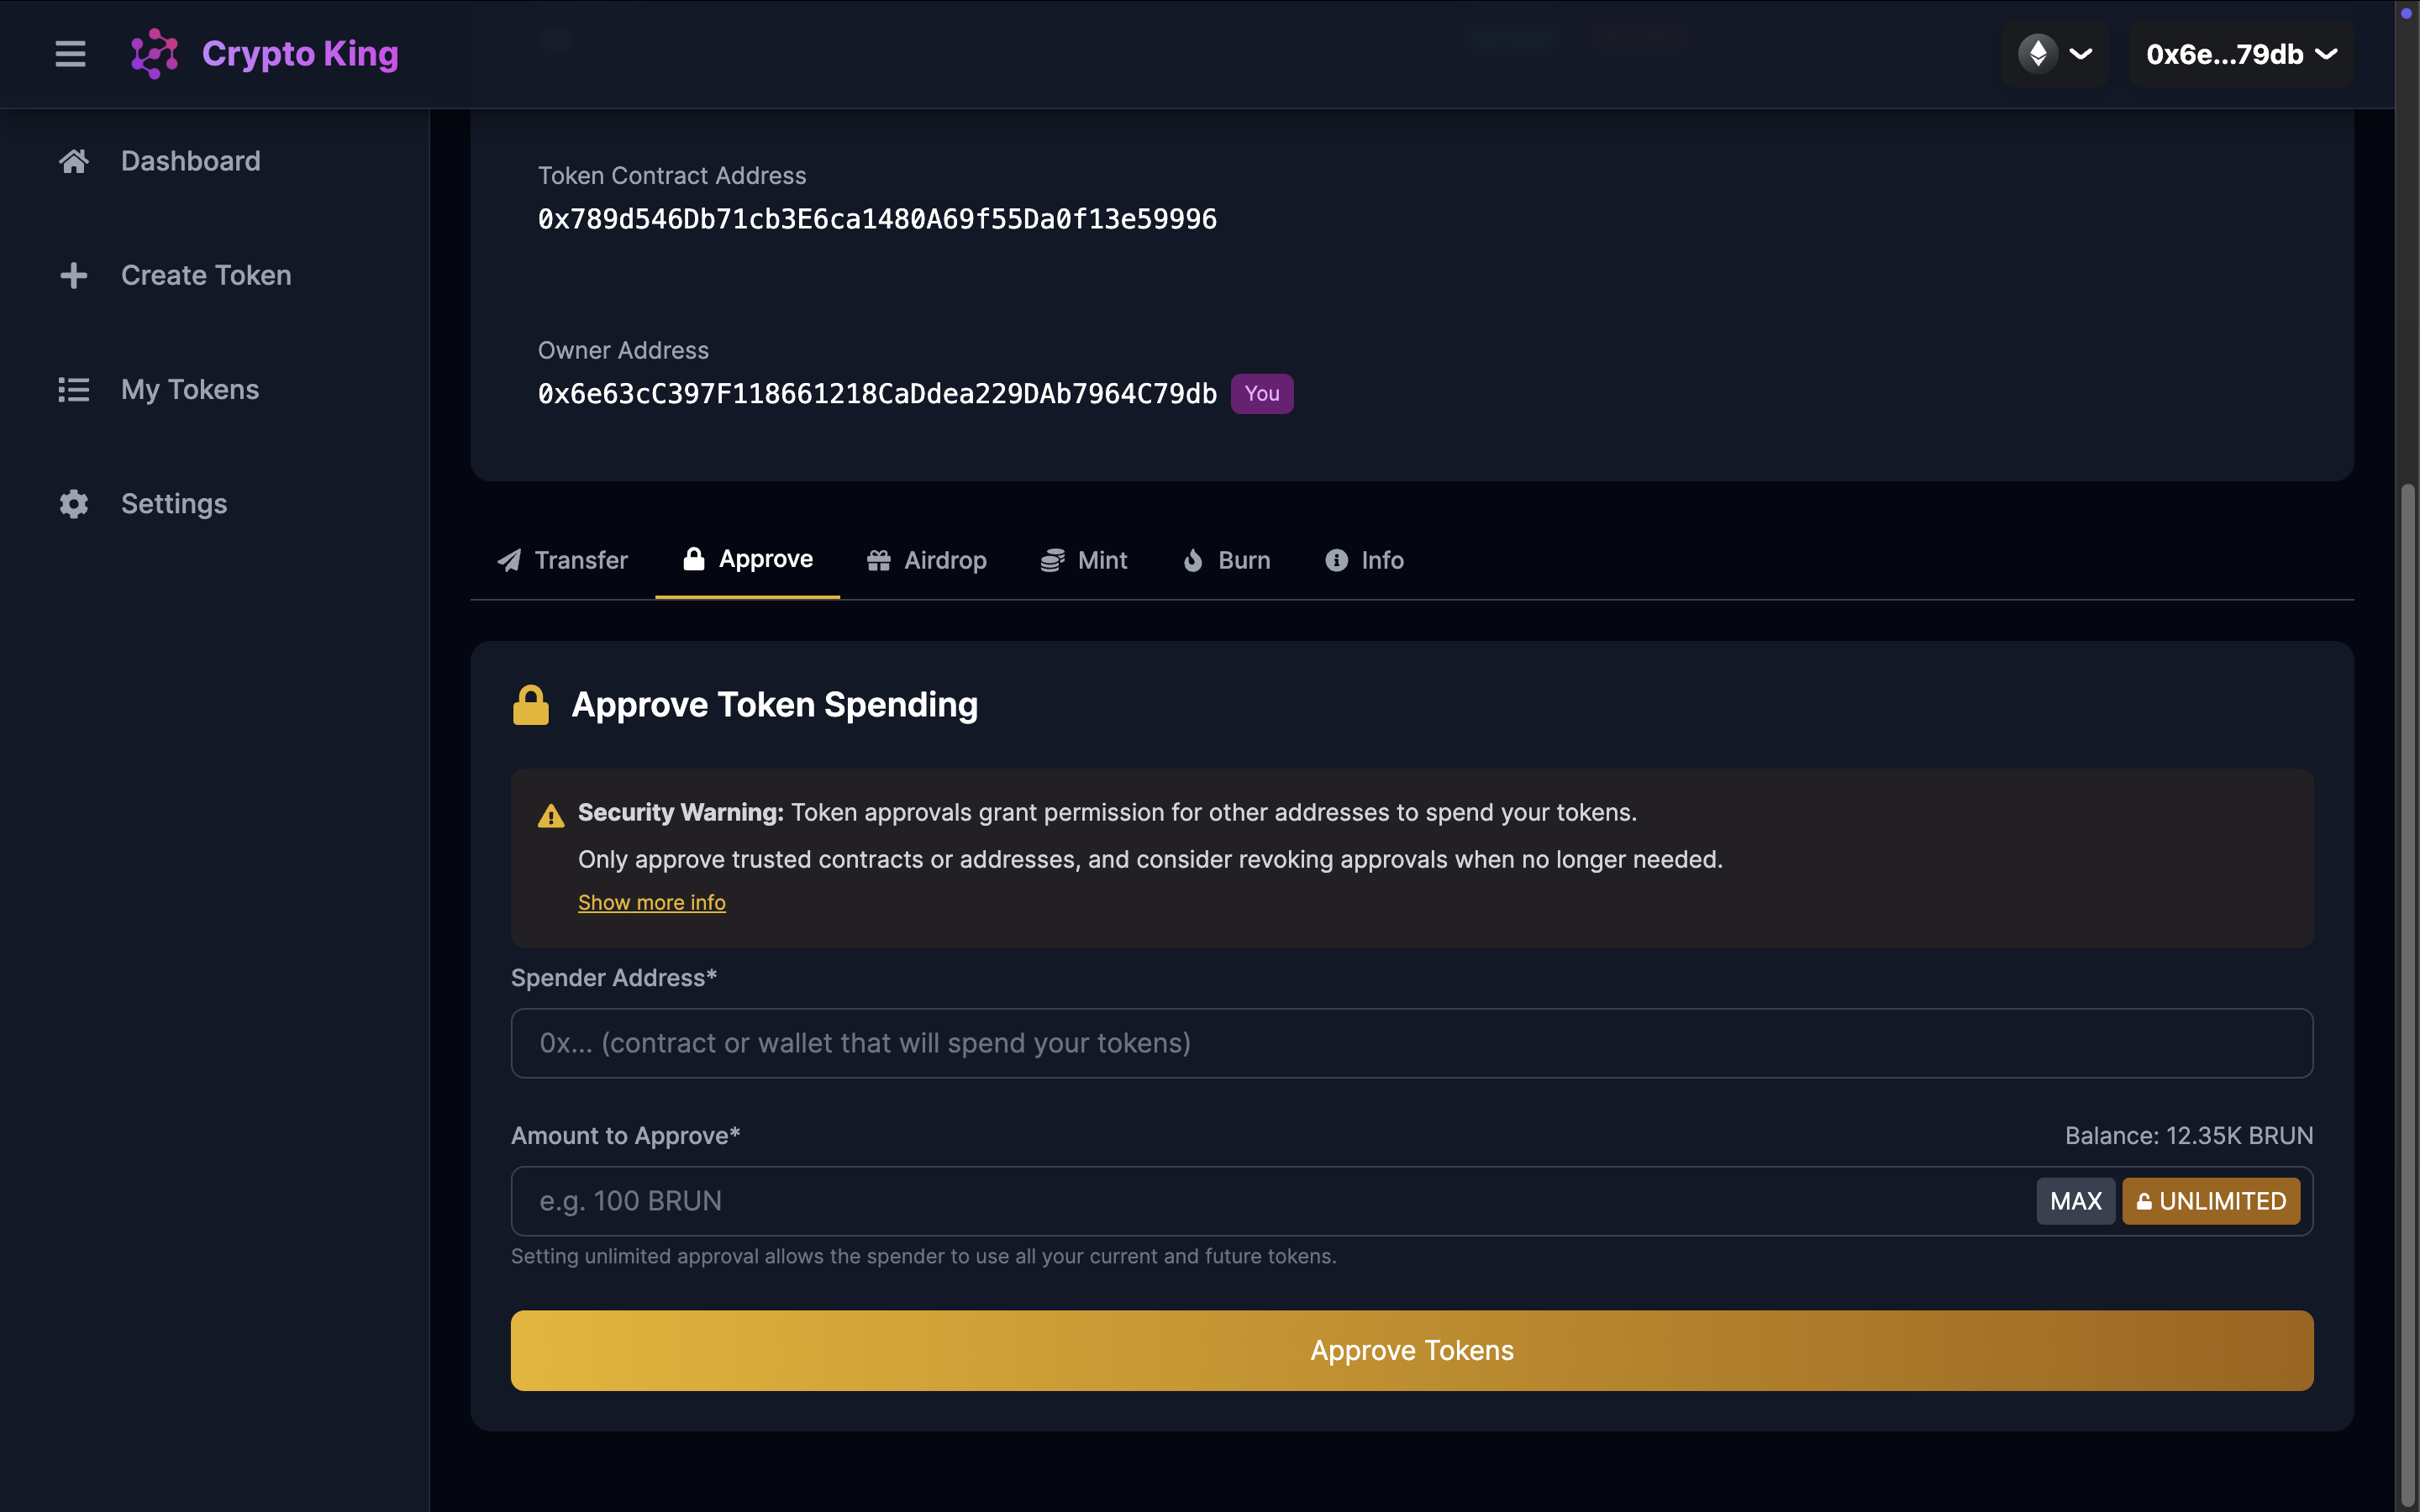 Crypto King
0x6e...79db
Dashboard
Create Token
My Tokens
Settings
Token Contract Address
0x789d546Db71cb3E6ca1480A69f55Da0f13e59996
Owner Address
0x6e63cC397F118661218CaDdea229DAb7964C79db You
Transfer Approve Airdrop Mint Burn Info
Approve Token Spending
Security Warning: Token approvals grant permission for other addresses to spend your tokens.
Only approve trusted contracts or addresses, and consider revoking approvals when no longer needed.
Show more info
Spender Address*
0x... (contract or wallet that will spend your tokens)
Amount to Approve* Balance: 12.35K BRUN
e.g. 100 BRUN MAX UNLIMITED
Setting unlimited approval allows the spender to use all your current and future tokens.
Approve Tokens